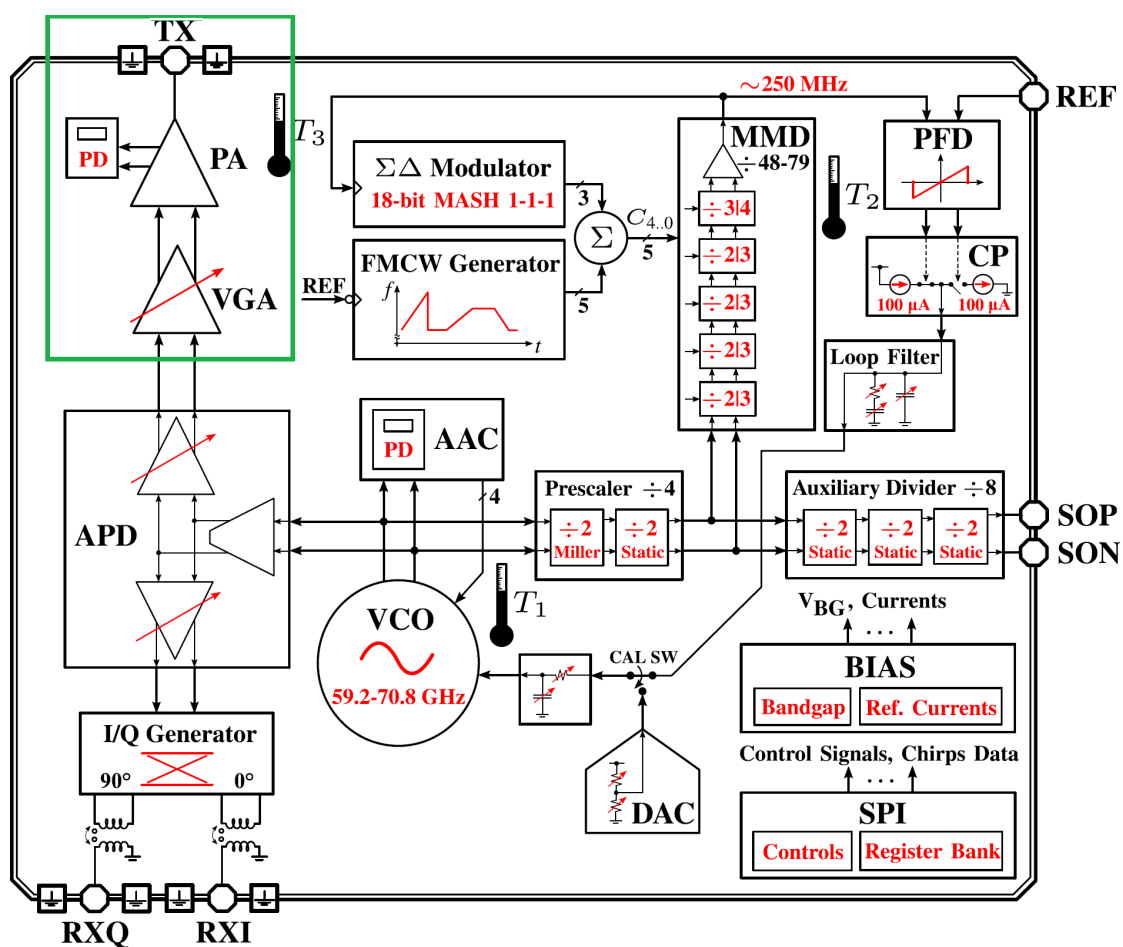 TX
REF
PD
PA
T3
ΣΔ Modulator
18-bit MASH 1-1-1
3
~250 MHz
MMD
÷48-79
÷3|4
÷2|3
÷2|3
÷2|3
÷2|3
T2
PFD
VGA
REF
FMCW Generator
f
t
5
Σ
C4..0
5
CP
100 µA
100 µA
Loop Filter
APD
PD
AAC
4
Prescaler ÷4
÷2
Miller
÷2
Static
Auxiliary Divider ÷8
÷2
Static
÷2
Static
÷2
Static
SOP
SON
VCO
59.2-70.8 GHz
T1
CAL SW
DAC
VBG, Currents
...
BIAS
Bandgap
Ref. Currents
Control Signals, Chirps Data
...
SPI
Controls
Register Bank
I/Q Generator
90°
0°
RXQ
RXI